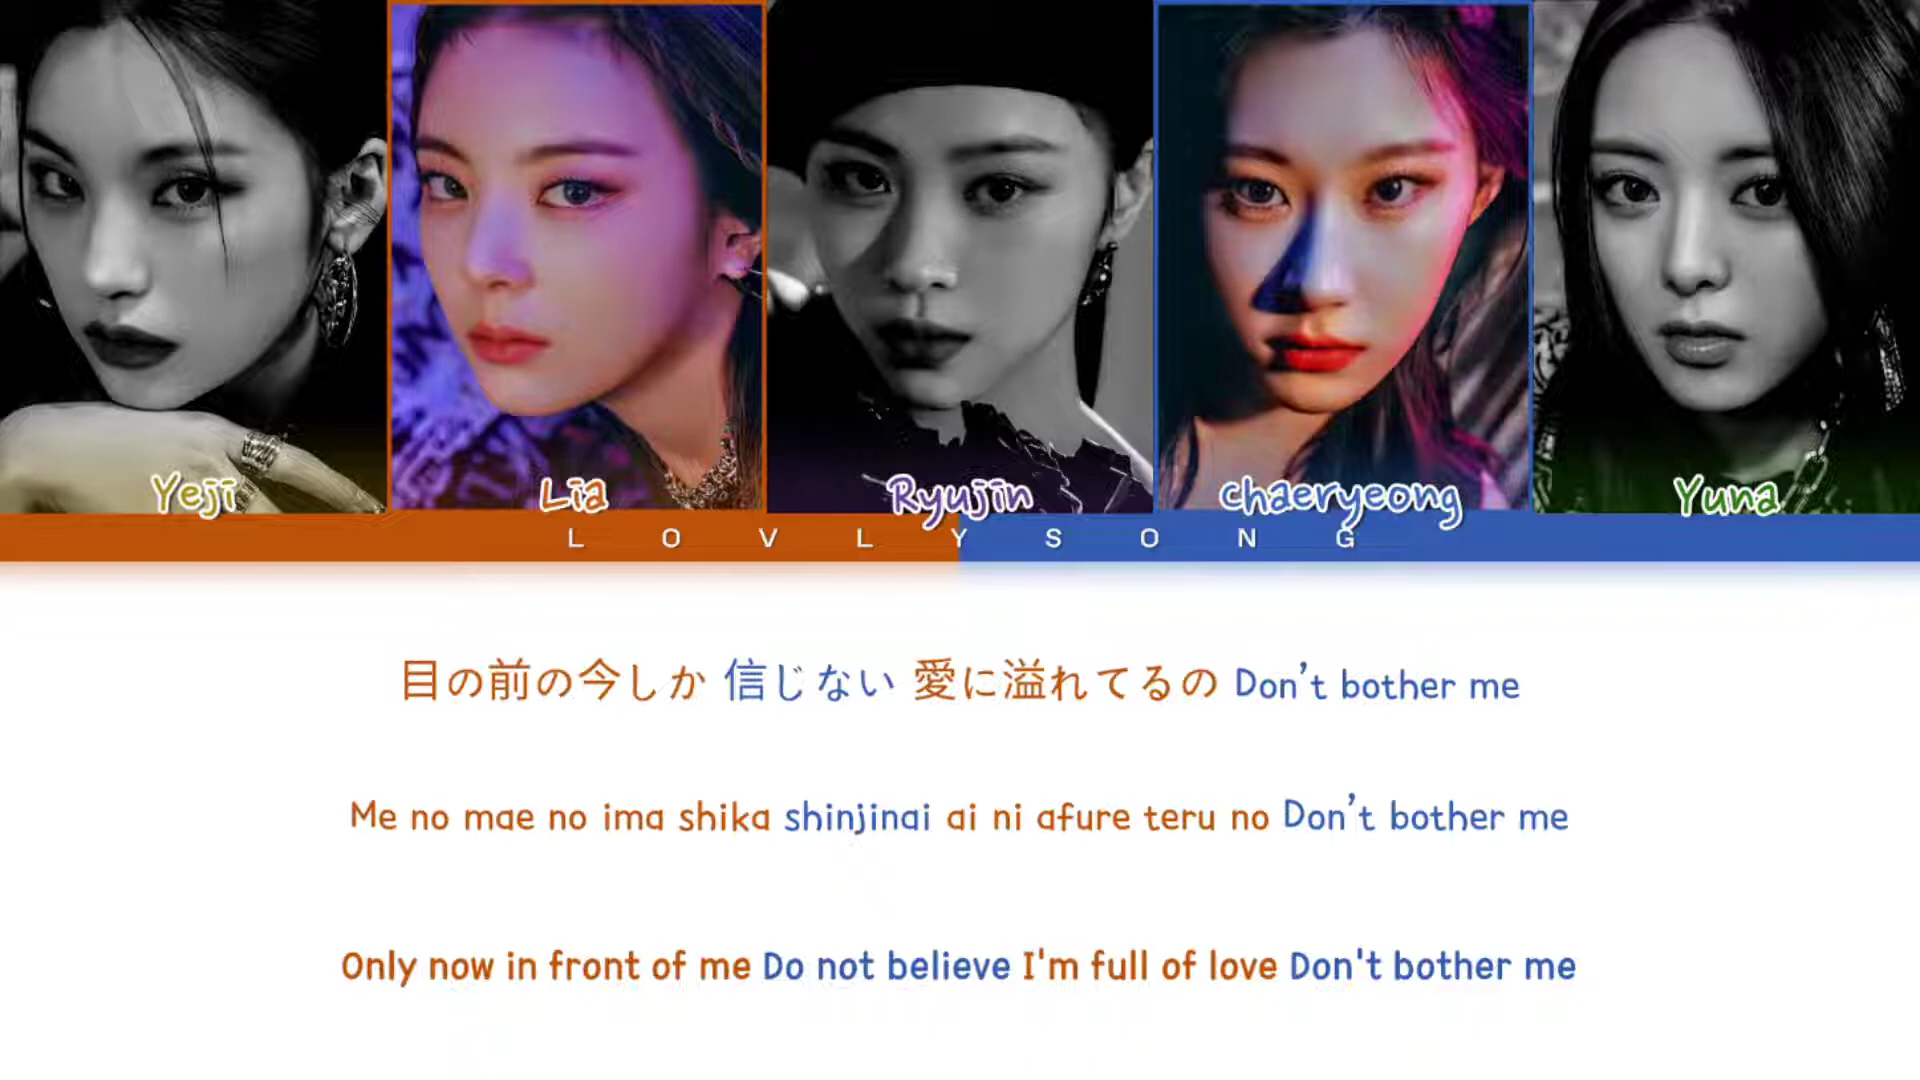 Yeji Lia Ryujin chaeryeong Yuna
LOVLYSONG
目の前の今しか 信じない 愛に溢れてるの Don't bother me
Me no mae no ima shika shinjinai ai ni afure teru no Don't bother me
Only now in front of me Do not believe I'm full of love Don't bother me